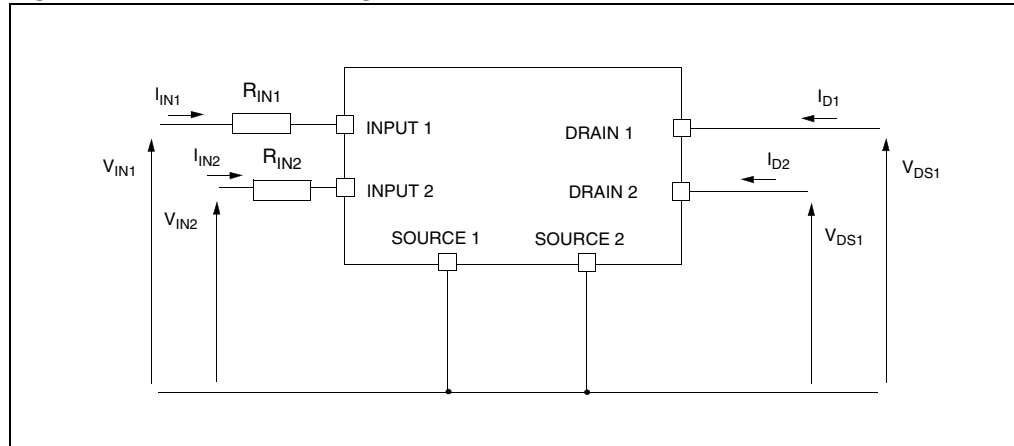 I_IN1
R_IN1
INPUT 1
DRAIN 1
I_D1
V_IN1
I_IN2
R_IN2
INPUT 2
DRAIN 2
I_D2
V_DS1
V_IN2
V_DS1
SOURCE 1
SOURCE 2